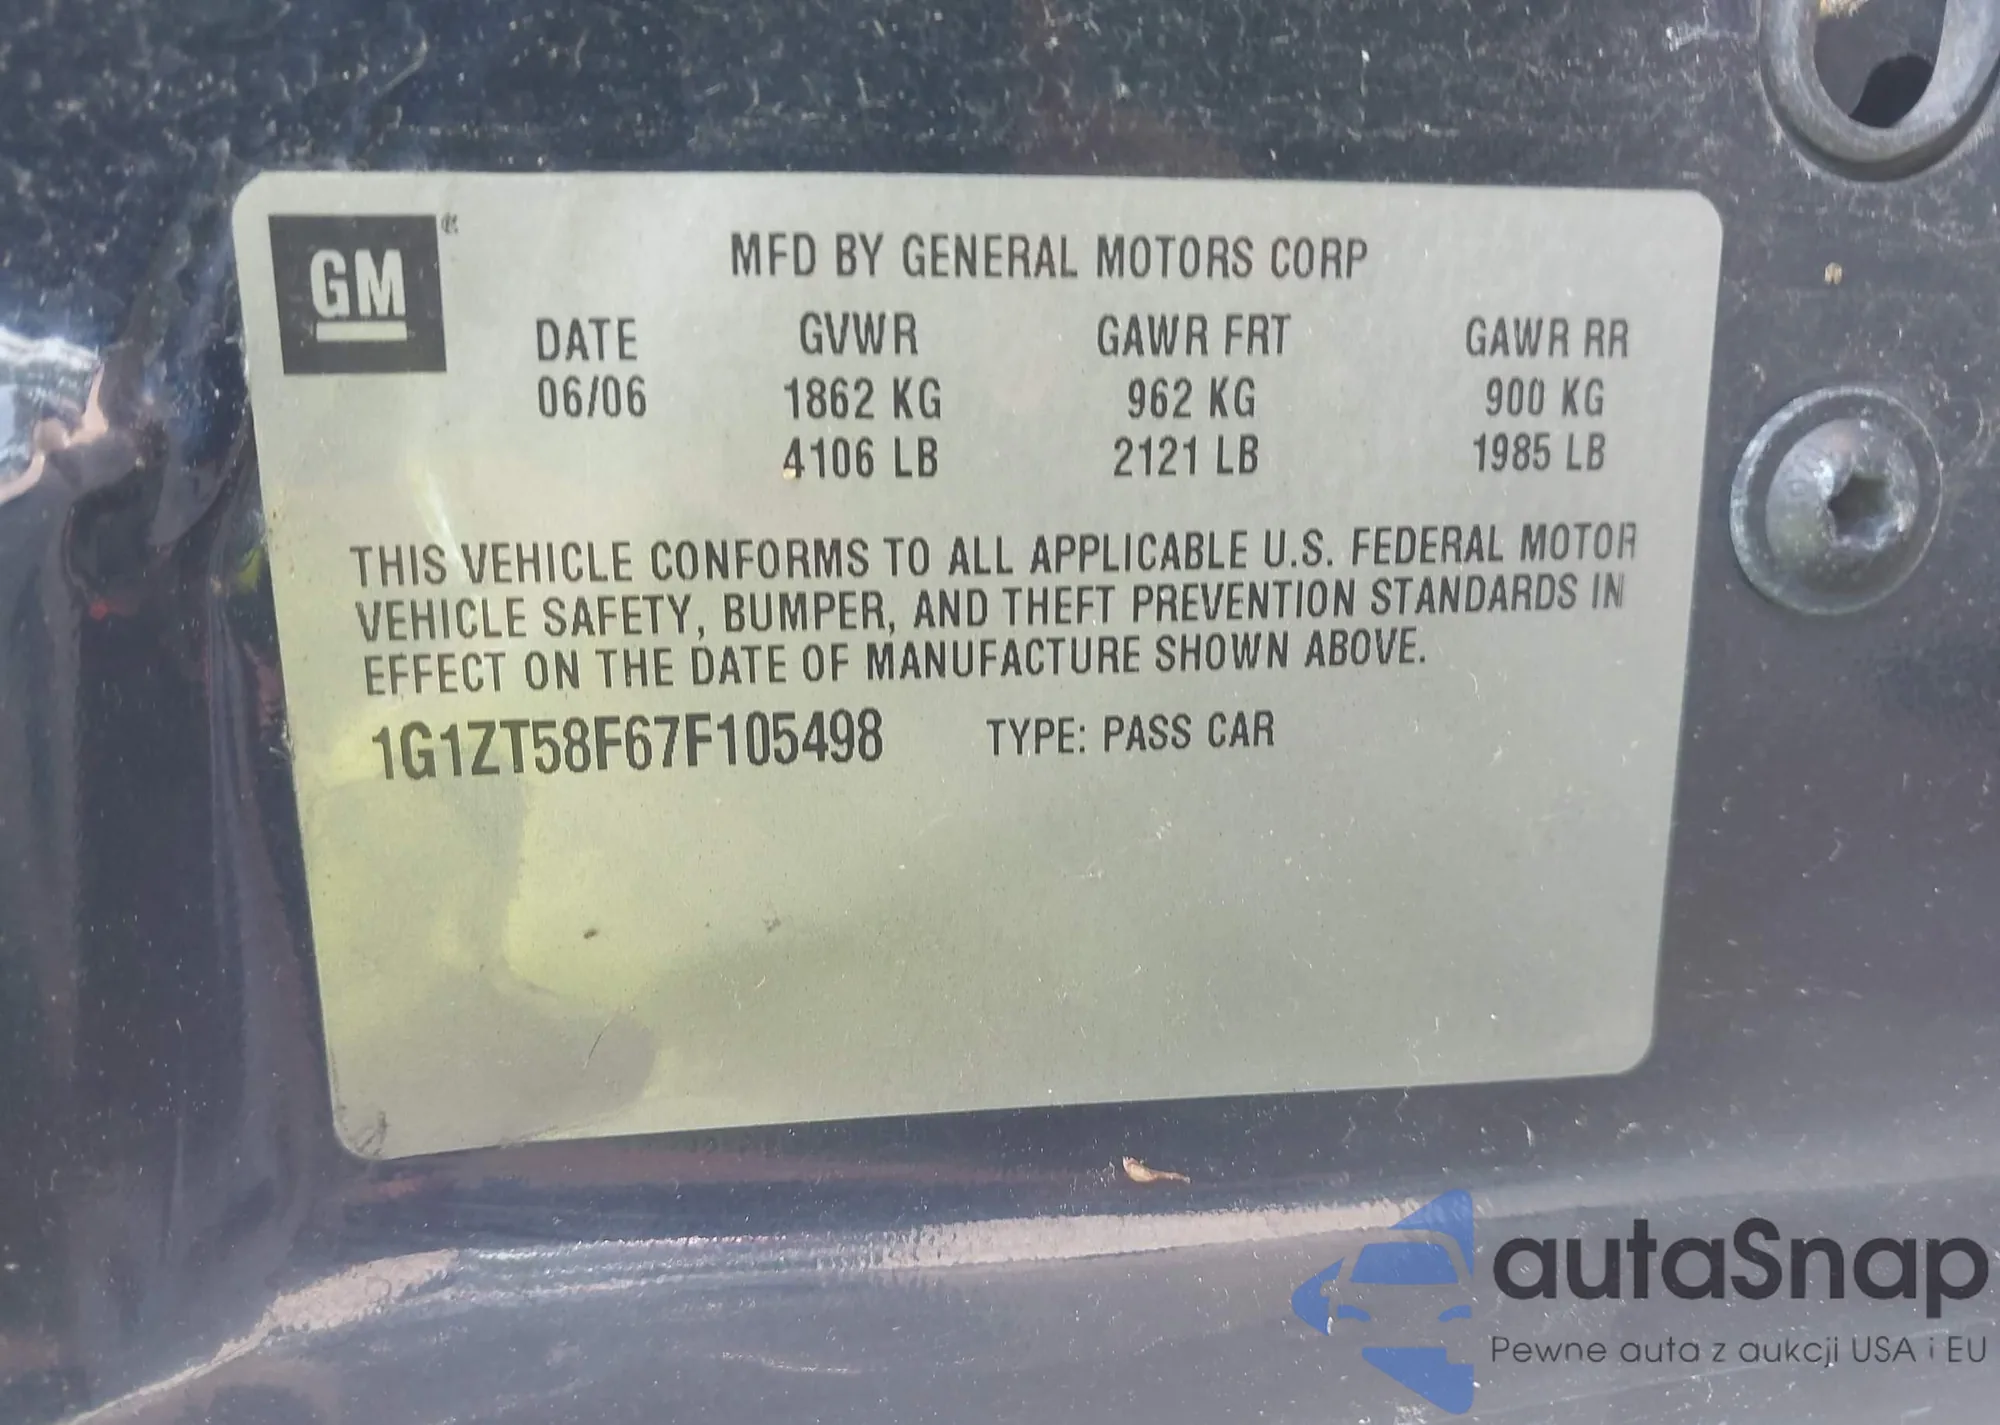 GM
MFD BY GENERAL MOTORS CORP
DATE GVWR GAWR FRT GAWR RR
06/06 1862 KG 962 KG 900 KG
4106 LB 2121 LB 1985 LB
THIS VEHICLE CONFORMS TO ALL APPLICABLE U.S. FEDERAL MOTOR
VEHICLE SAFETY, BUMPER, AND THEFT PREVENTION STANDARDS IN
EFFECT ON THE DATE OF MANUFACTURE SHOWN ABOVE.
1G1ZT58F67F105498 TYPE: PASS CAR
autaSnap
Pewne auta z aukcji USA i EU